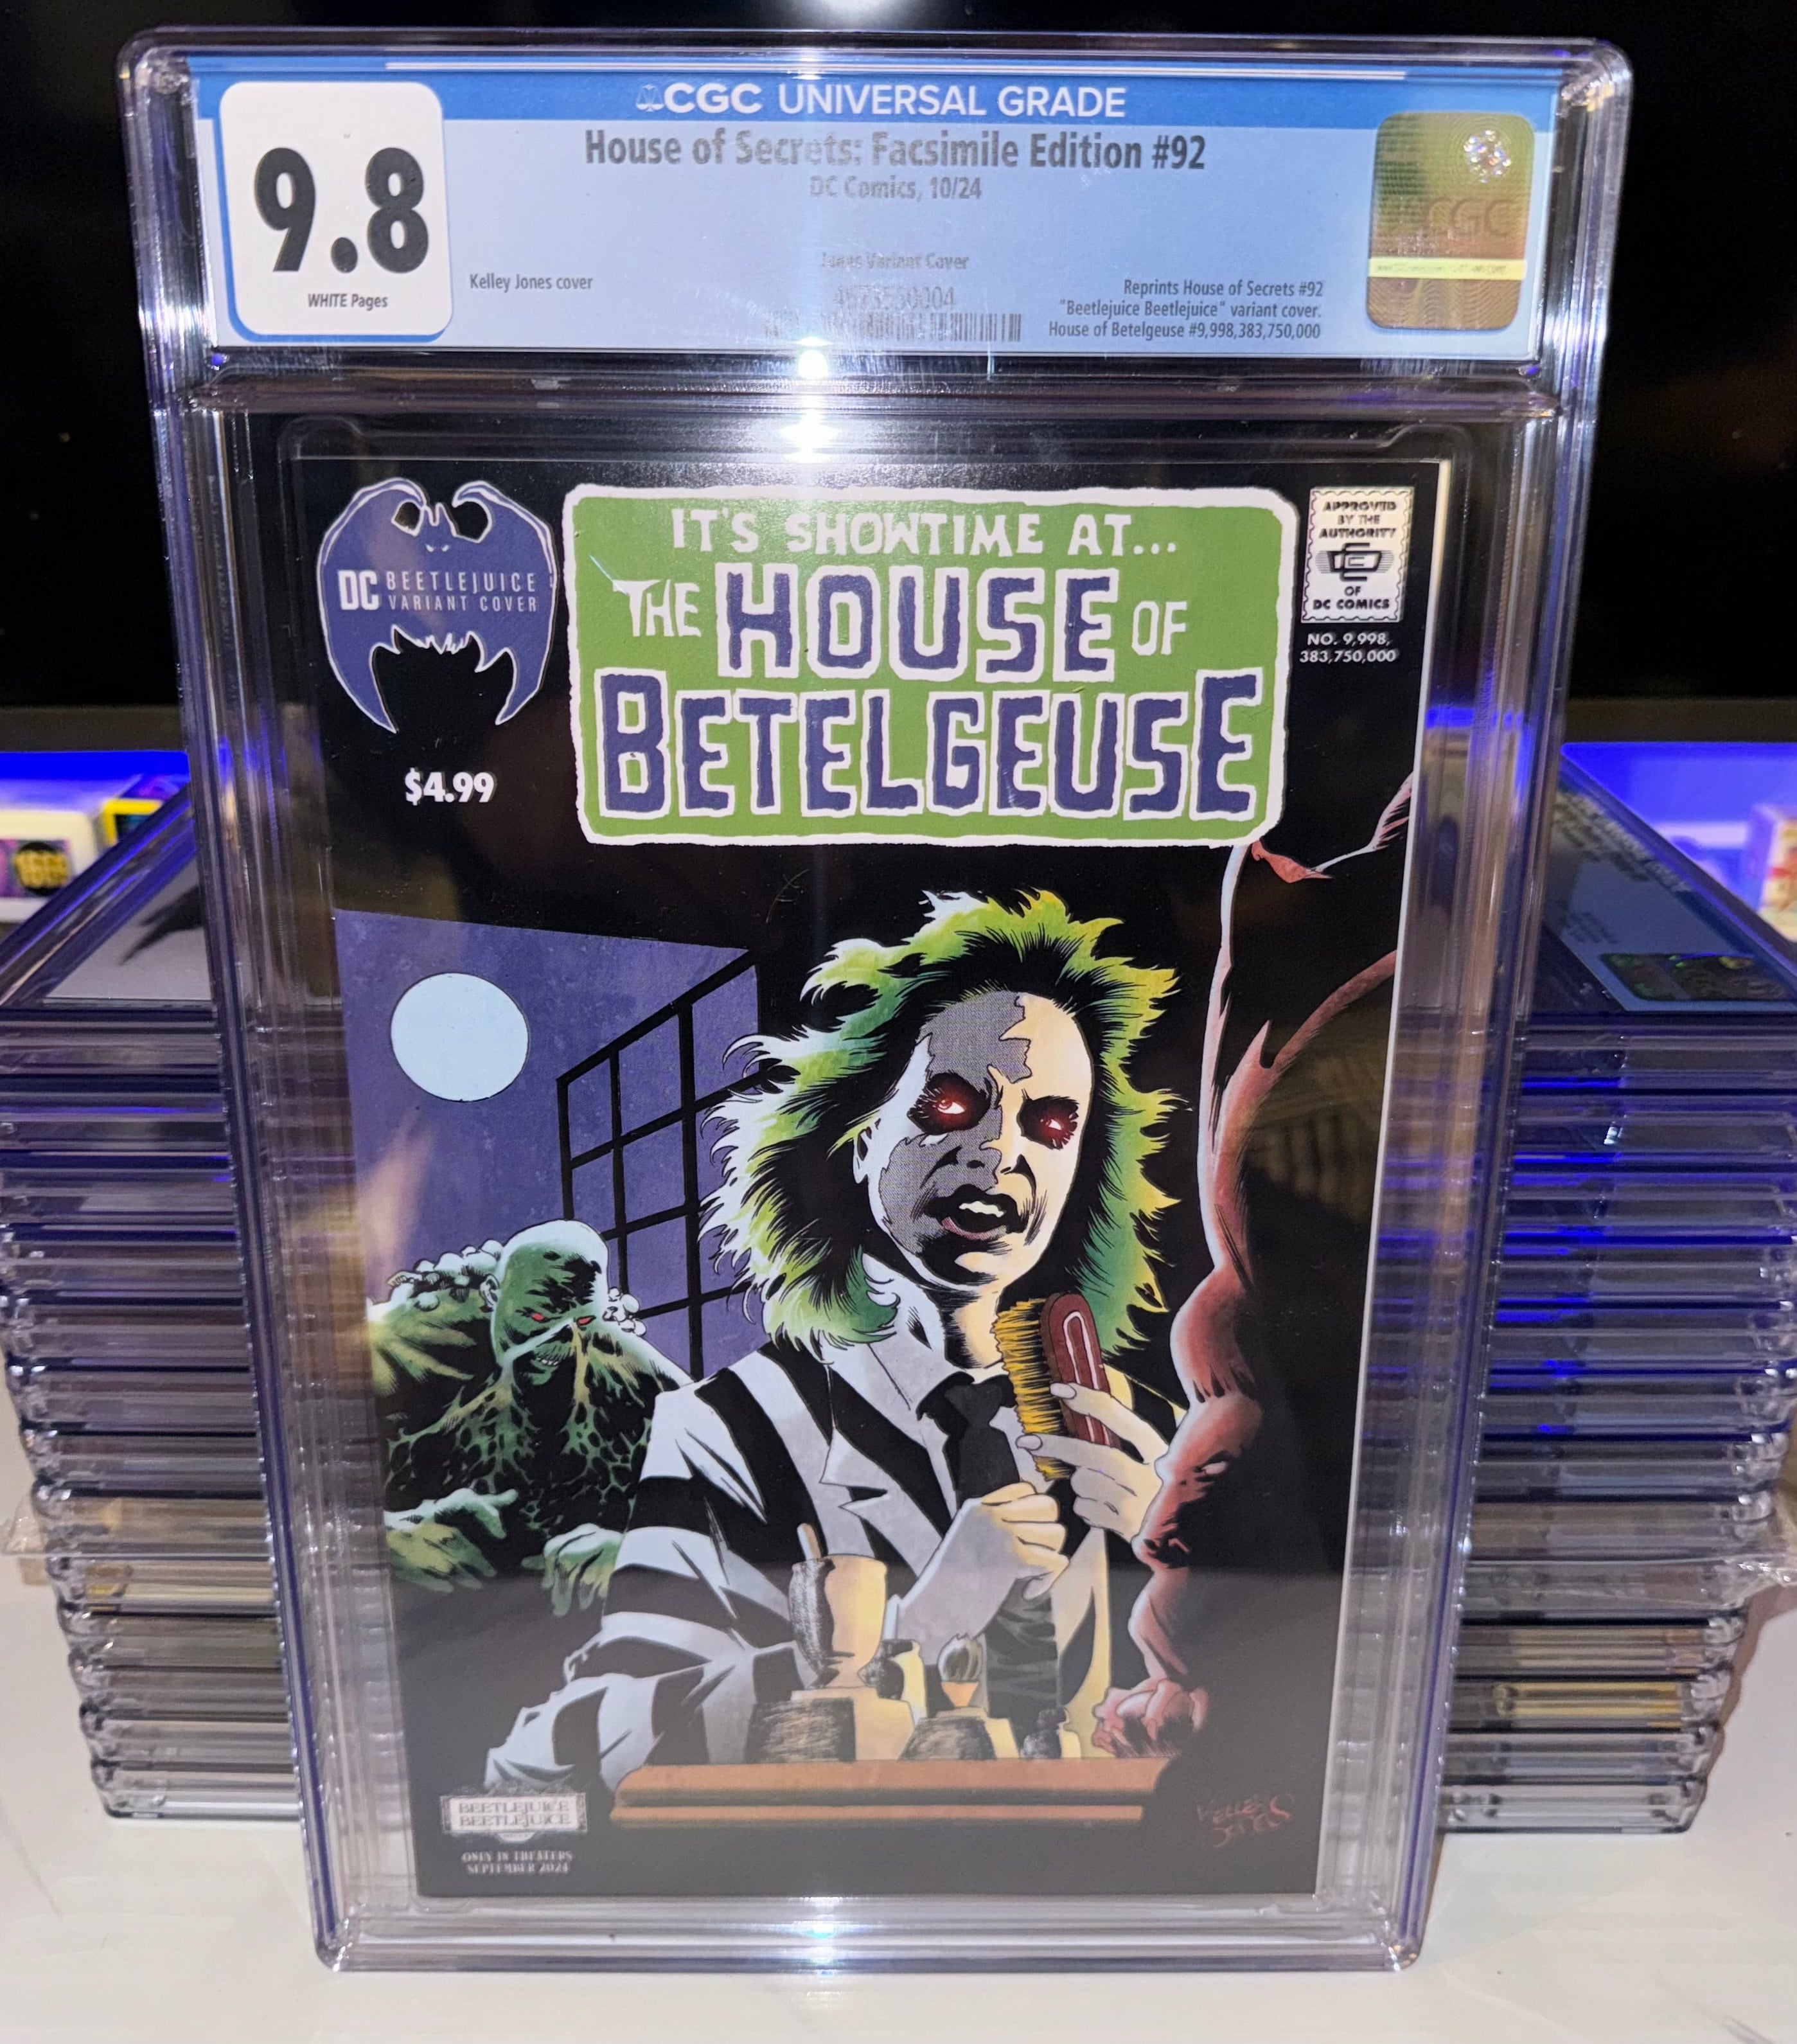 CGC UNIVERSAL GRADE
9.8
WHITE Pages
House of Secrets: Facsimile Edition #92
DC Comics, 10/24
Jones Variant Cover
Kelley Jones cover
Reprints House of Secrets #92
"Beetlejuice Beetlejuice" variant cover.
House of Betelgeuse #9,998,383,750,000
CGC
DC BEETLEJUICE
VARIANT COVER
$4.99
IT'S SHOWTIME AT...
THE HOUSE OF
BETELGEUSE
APPROVED
BY THE
AUTHORITY
OF
DC COMICS
NO. 9,998,
383,750,000
BEETLEJUICE
BEETLEJUICE
ONLY IN THEATERS
SEPTEMBER 2024
KELLEY
JONES